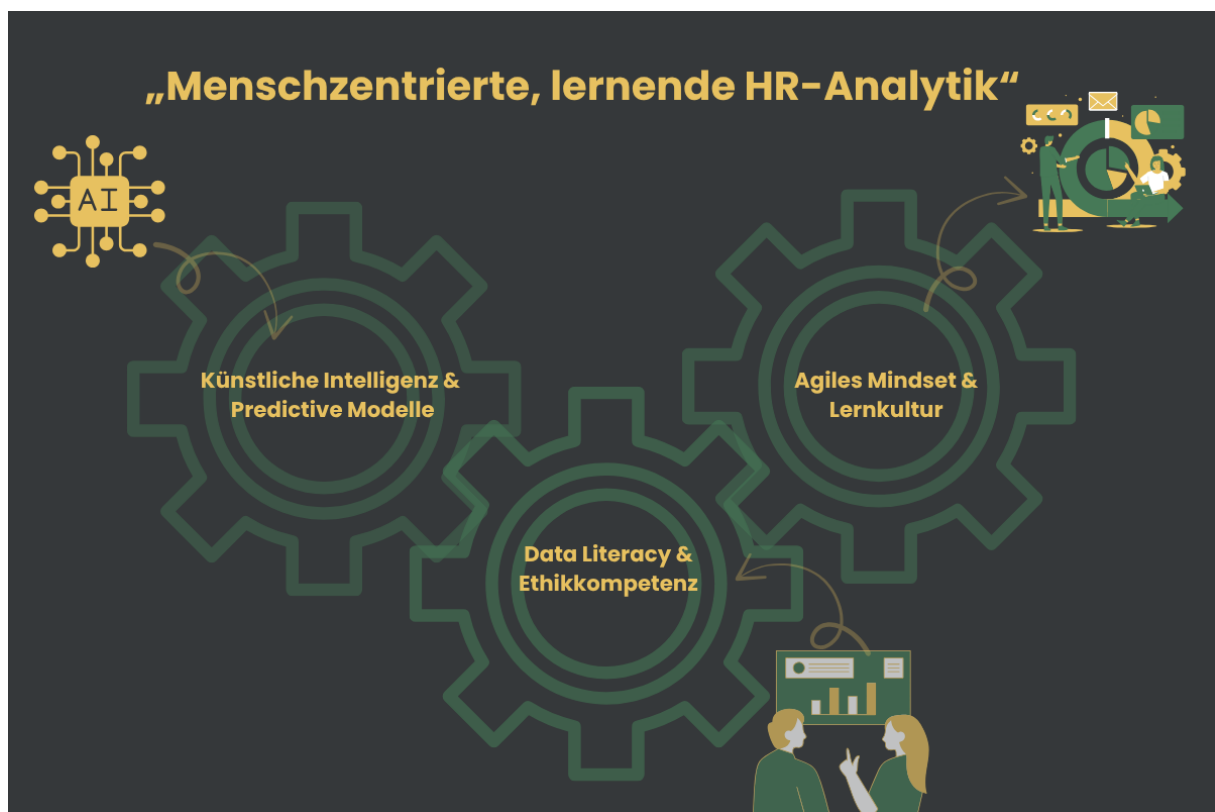 „Menschzentrierte, lernende HR-Analytik“
AI
Künstliche Intelligenz &
Predictive Modelle
Agiles Mindset &
Lernkultur
Data Literacy &
Ethikkompetenz